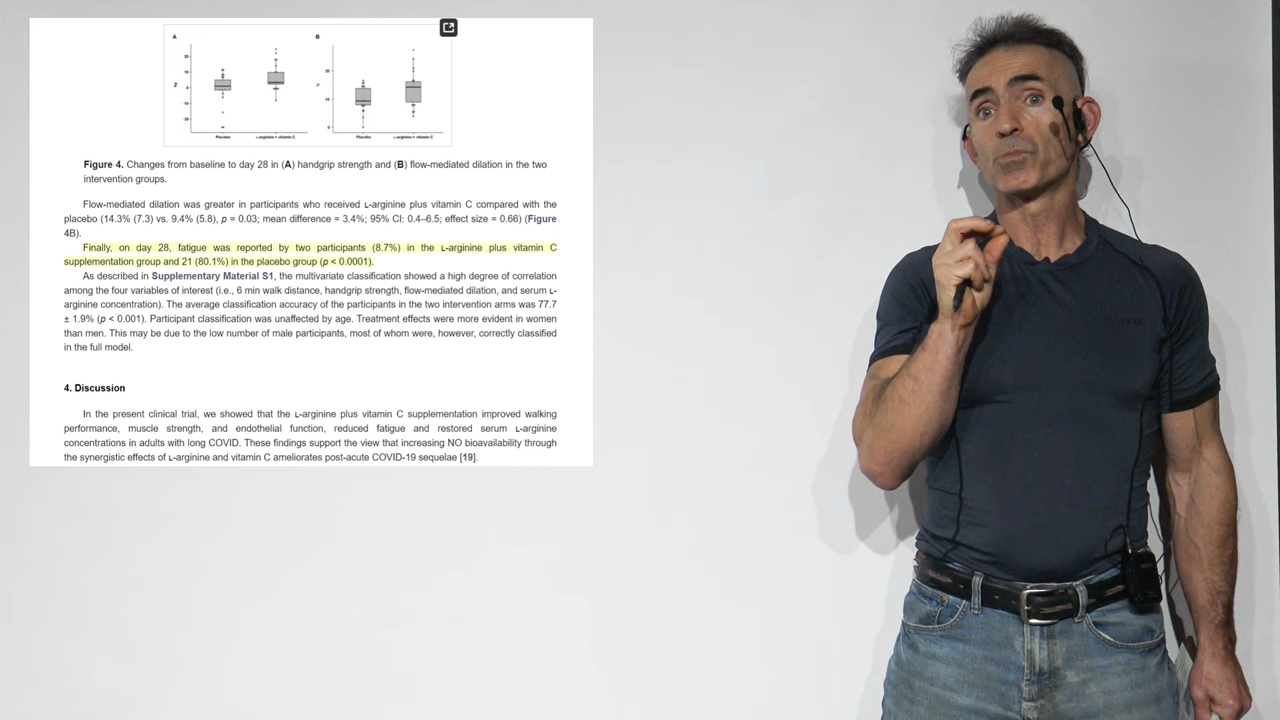 A
B
20
10
0
-10
-20
kg
Placebo
L-arginine + vitamin C
20
10
0
%
Placebo
L-arginine + vitamin C
Figure 4. Changes from baseline to day 28 in (A) handgrip strength and (B) flow-mediated dilation in the two
intervention groups.
Flow-mediated dilation was greater in participants who received L-arginine plus vitamin C compared with the
placebo (14.3% (7.3) vs. 9.4% (5.8), p = 0.03; mean difference = 3.4%; 95% CI: 0.4–6.5; effect size = 0.66) (Figure
4B).
Finally, on day 28, fatigue was reported by two participants (8.7%) in the L-arginine plus vitamin C
supplementation group and 21 (80.1%) in the placebo group (p < 0.0001).
As described in Supplementary Material S1, the multivariate classification showed a high degree of correlation
among the four variables of interest (i.e., 6 min walk distance, handgrip strength, flow-mediated dilation, and serum L-
arginine concentration). The average classification accuracy of the participants in the two intervention arms was 77.7
± 1.9% (p < 0.001). Participant classification was unaffected by age. Treatment effects were more evident in women
than men. This may be due to the low number of male participants, most of whom were, however, correctly classified
in the full model.
4. Discussion
In the present clinical trial, we showed that the L-arginine plus vitamin C supplementation improved walking
performance, muscle strength, and endothelial function, reduced fatigue and restored serum L-arginine
concentrations in adults with long COVID. These findings support the view that increasing NO bioavailability through
the synergistic effects of L-arginine and vitamin C ameliorates post-acute COVID-19 sequelae [19].